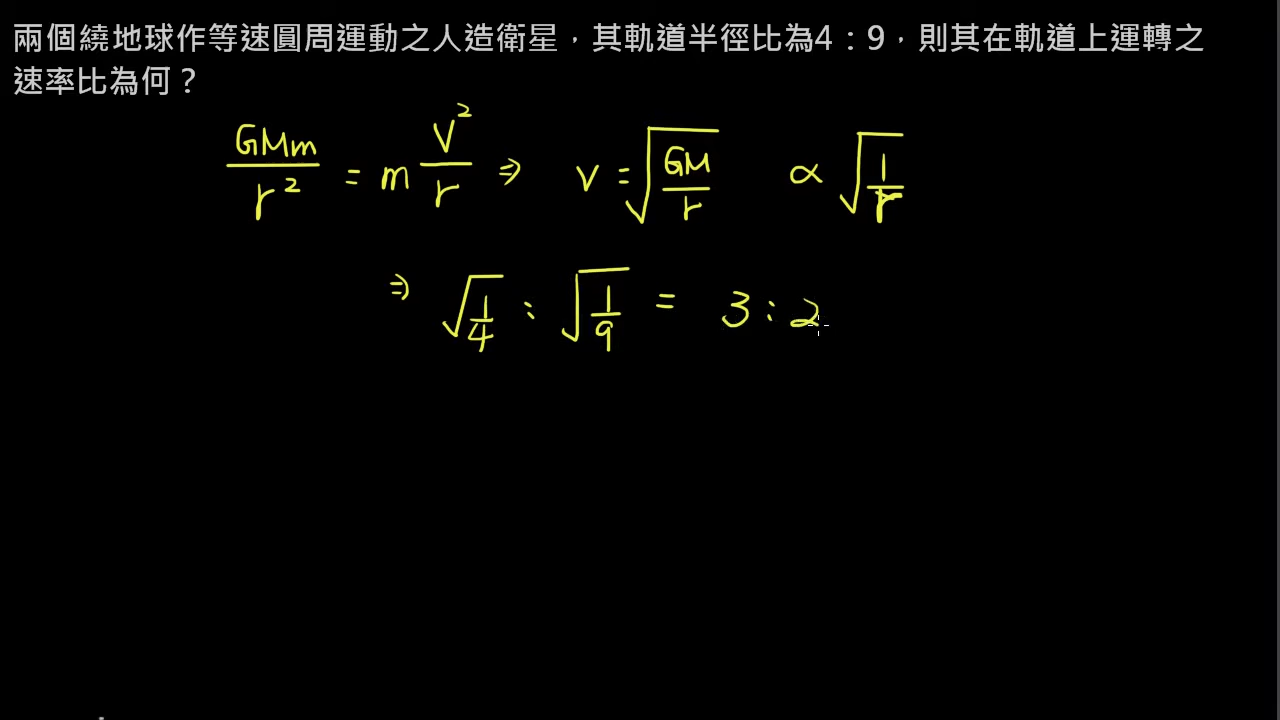 兩個繞地球作等速圓周運動之人造衛星，其軌道半徑比為4：9，則其在軌道上運轉之
速率比為何？
GMm/r² = m V²/r ⇒ v = √(GM/r) ∝ √(1/r)
⇒ √(1/4) : √(1/9) = 3 : 2